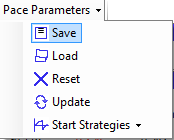 Pace Parameters
Save
Load
Reset
Update
Start Strategies